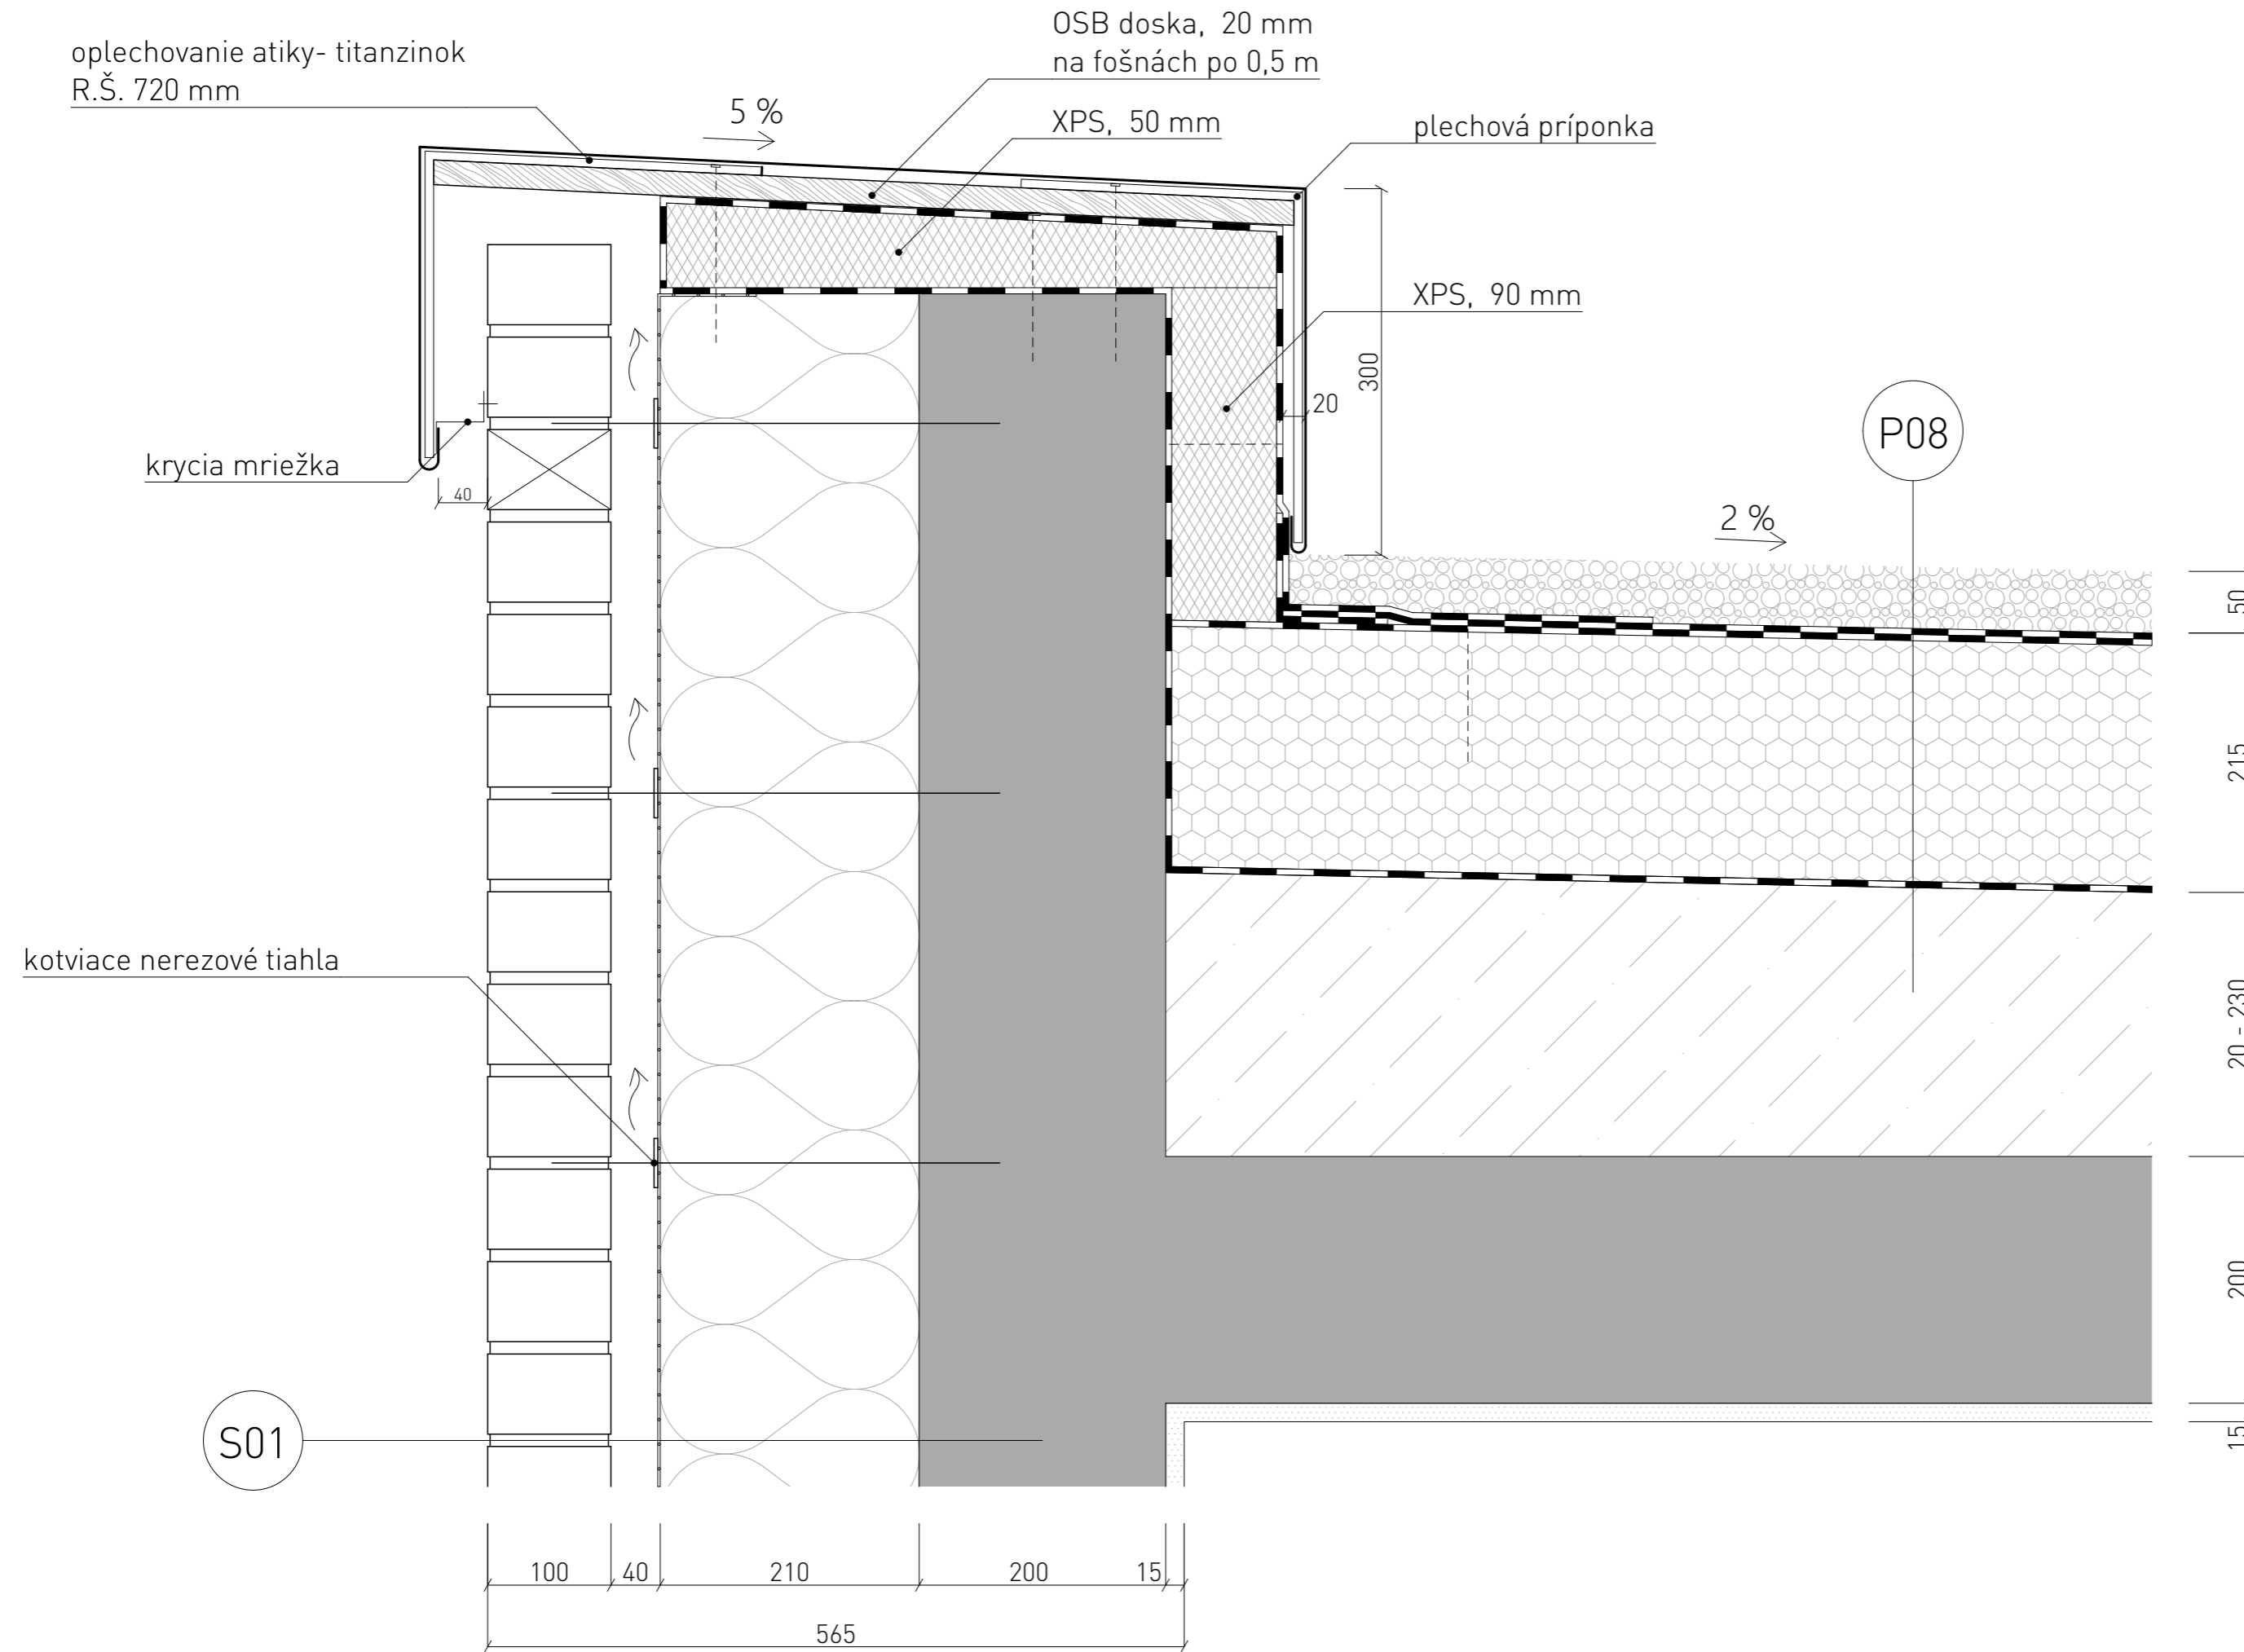 OSB doska, 20 mm
na fošnách po 0,5 m
oplechovanie atiky- titanzinok
R.Š. 720 mm
5 %
XPS, 50 mm
plechová príponka
XPS, 90 mm
300
20
P08
krycia mriežka
40
2 %
50
215
kotviace nerezové tiahla
20 - 230
200
S01
15
100
40
210
200
15
565